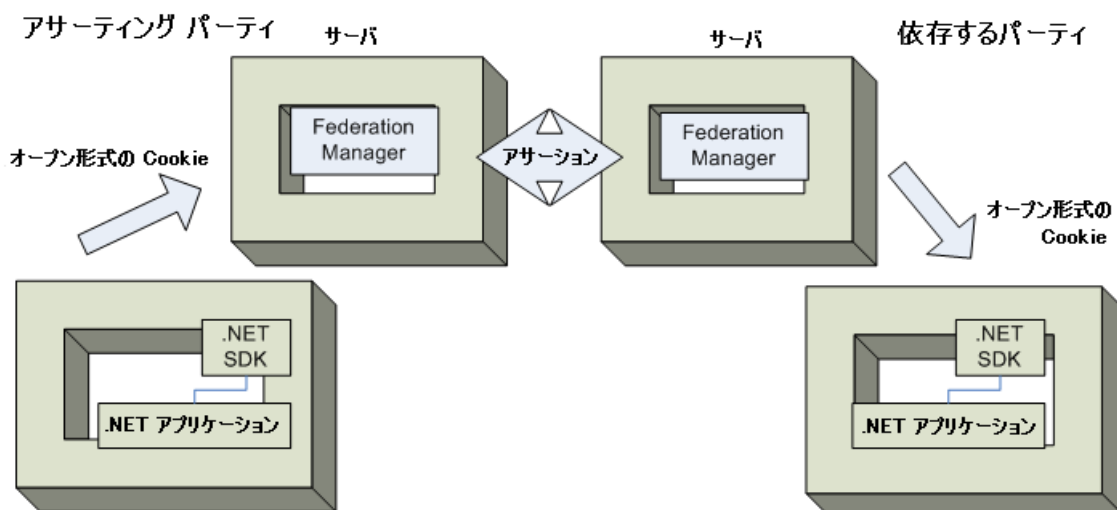 アサーティング パーティ
サーバ
サーバ
依存するパーティ
Federation
Manager
Federation
Manager
アサーション
オープン形式の Cookie
オープン形式の
Cookie
.NET
SDK
.NET アプリケーション
.NET
SDK
.NET アプリケーション